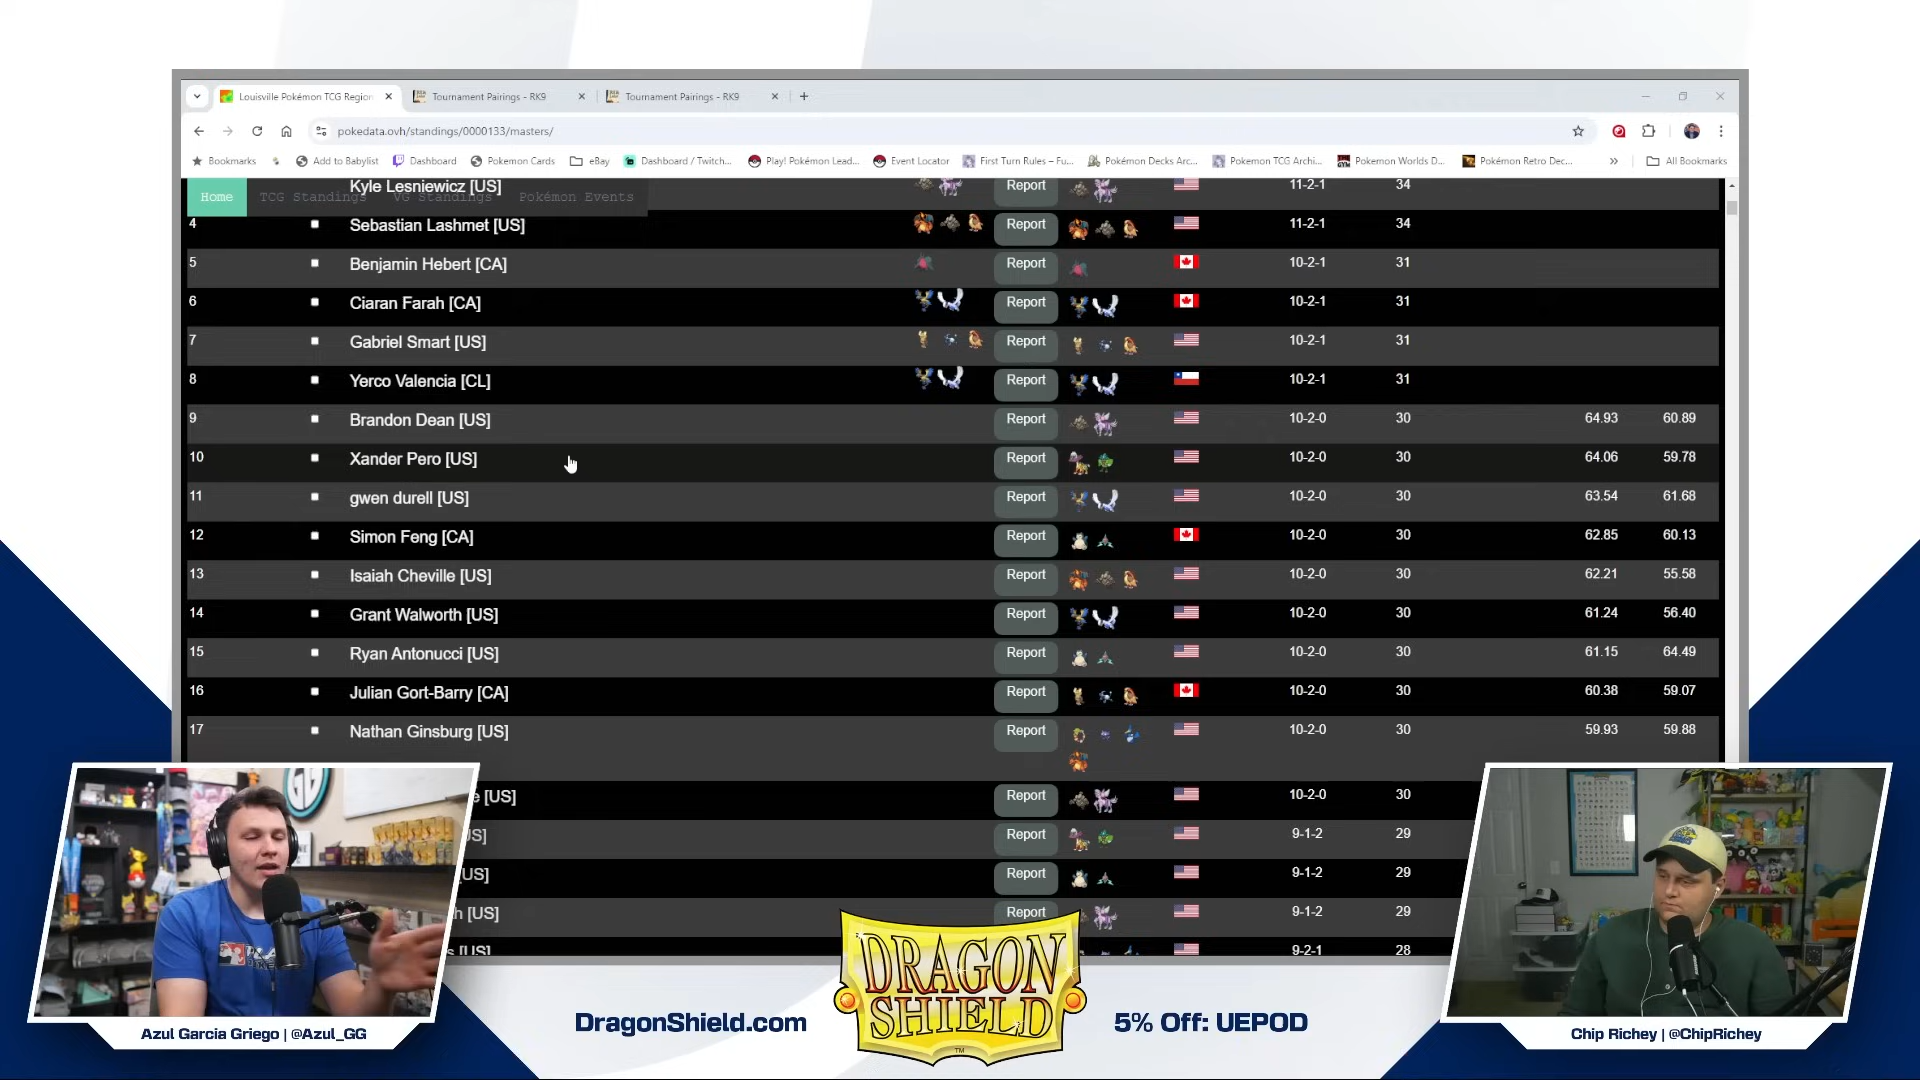 Louisville Pokémon TCG Region
Tournament Pairings - RK9
Tournament Pairings - RK9
pokedata.ovh/standings/0000133/masters/
Bookmarks Add to Babylist Dashboard Pokemon Cards eBay Dashboard / Twitch... Play! Pokémon Lead... Event Locator First Turn Rules – Fu... Pokémon Decks Arc... Pokemon TCG Archi... Pokemon Worlds D... Pokémon Retro Dec... » All Bookmarks
Home TCG Standings VG Standings Pokémon Events
Kyle Lesniewicz [US] Report 11-2-1 34
4 Sebastian Lashmet [US] Report 11-2-1 34
5 Benjamin Hebert [CA] Report 10-2-1 31
6 Ciaran Farah [CA] Report 10-2-1 31
7 Gabriel Smart [US] Report 10-2-1 31
8 Yerco Valencia [CL] Report 10-2-1 31
9 Brandon Dean [US] Report 10-2-0 30 64.93 60.89
10 Xander Pero [US] Report 10-2-0 30 64.06 59.78
11 gwen durell [US] Report 10-2-0 30 63.54 61.68
12 Simon Feng [CA] Report 10-2-0 30 62.85 60.13
13 Isaiah Cheville [US] Report 10-2-0 30 62.21 55.58
14 Grant Walworth [US] Report 10-2-0 30 61.24 56.40
15 Ryan Antonucci [US] Report 10-2-0 30 61.15 64.49
16 Julian Gort-Barry [CA] Report 10-2-0 30 60.38 59.07
17 Nathan Ginsburg [US] Report 10-2-0 30 59.93 59.88
e [US] Report 10-2-0 30
US] Report 9-1-2 29
[US] Report 9-1-2 29
h [US] Report 9-1-2 29
s [US] 9-2-1 28
DRAGON
SHIELD
TM
DragonShield.com
5% Off: UEPOD
Azul Garcia Griego | @Azul_GG
Chip Richey | @ChipRichey